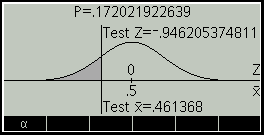 P=.172021922639
Test Z=-.946205374811
0 Z
.5 x̄
Test x̄=.461368
α